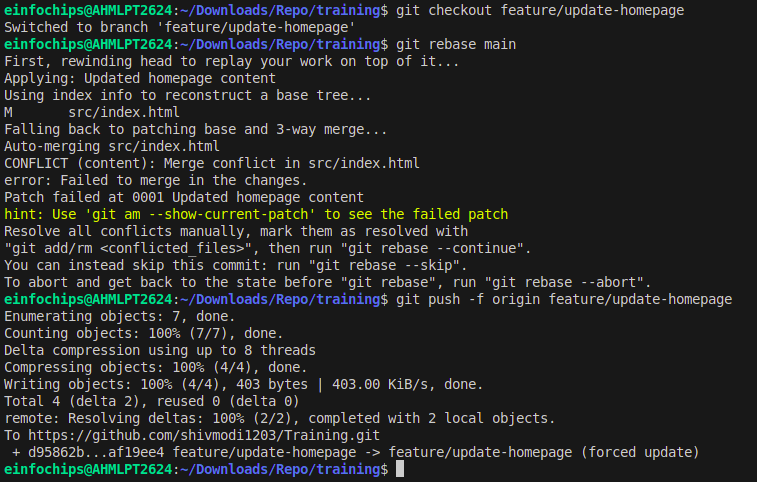 einfochips@AHMLPT2624:~/Downloads/Repo/training$ git checkout feature/update-homepage
Switched to branch 'feature/update-homepage'
einfochips@AHMLPT2624:~/Downloads/Repo/training$ git rebase main
First, rewinding head to replay your work on top of it...
Applying: Updated homepage content
Using index info to reconstruct a base tree...
M       src/index.html
Falling back to patching base and 3-way merge...
Auto-merging src/index.html
CONFLICT (content): Merge conflict in src/index.html
error: Failed to merge in the changes.
Patch failed at 0001 Updated homepage content
hint: Use 'git am --show-current-patch' to see the failed patch
Resolve all conflicts manually, mark them as resolved with
"git add/rm <conflicted_files>", then run "git rebase --continue".
You can instead skip this commit: run "git rebase --skip".
To abort and get back to the state before "git rebase", run "git rebase --abort".
einfochips@AHMLPT2624:~/Downloads/Repo/training$ git push -f origin feature/update-homepage
Enumerating objects: 7, done.
Counting objects: 100% (7/7), done.
Delta compression using up to 8 threads
Compressing objects: 100% (4/4), done.
Writing objects: 100% (4/4), 403 bytes | 403.00 KiB/s, done.
Total 4 (delta 2), reused 0 (delta 0)
remote: Resolving deltas: 100% (2/2), completed with 2 local objects.
To https://github.com/shivmodi1203/Training.git
 + d95862b...af19ee4 feature/update-homepage -> feature/update-homepage (forced update)
einfochips@AHMLPT2624:~/Downloads/Repo/training$